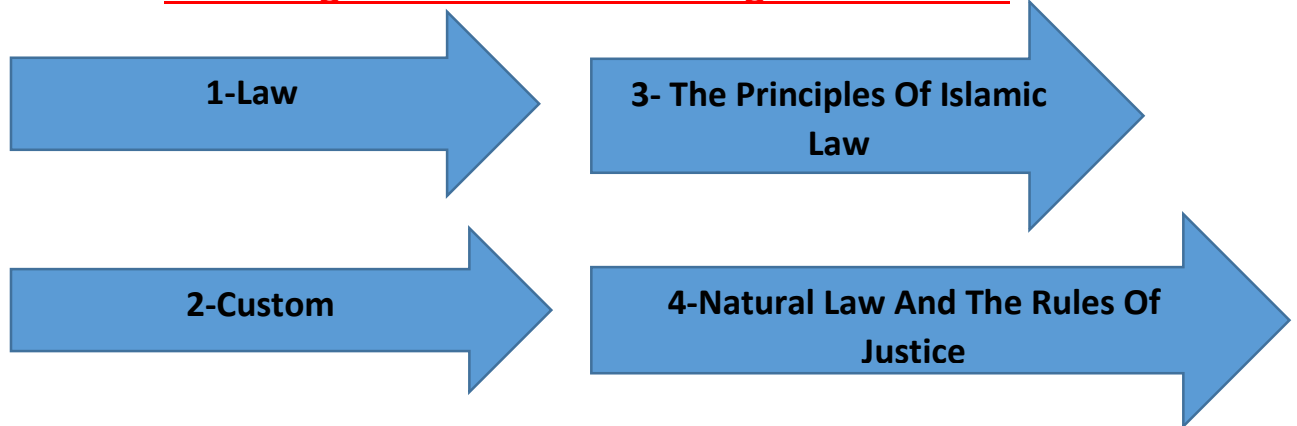 1-Law
2-Custom
3- The Principles Of Islamic
Law
4-Natural Law And The Rules Of
Justice